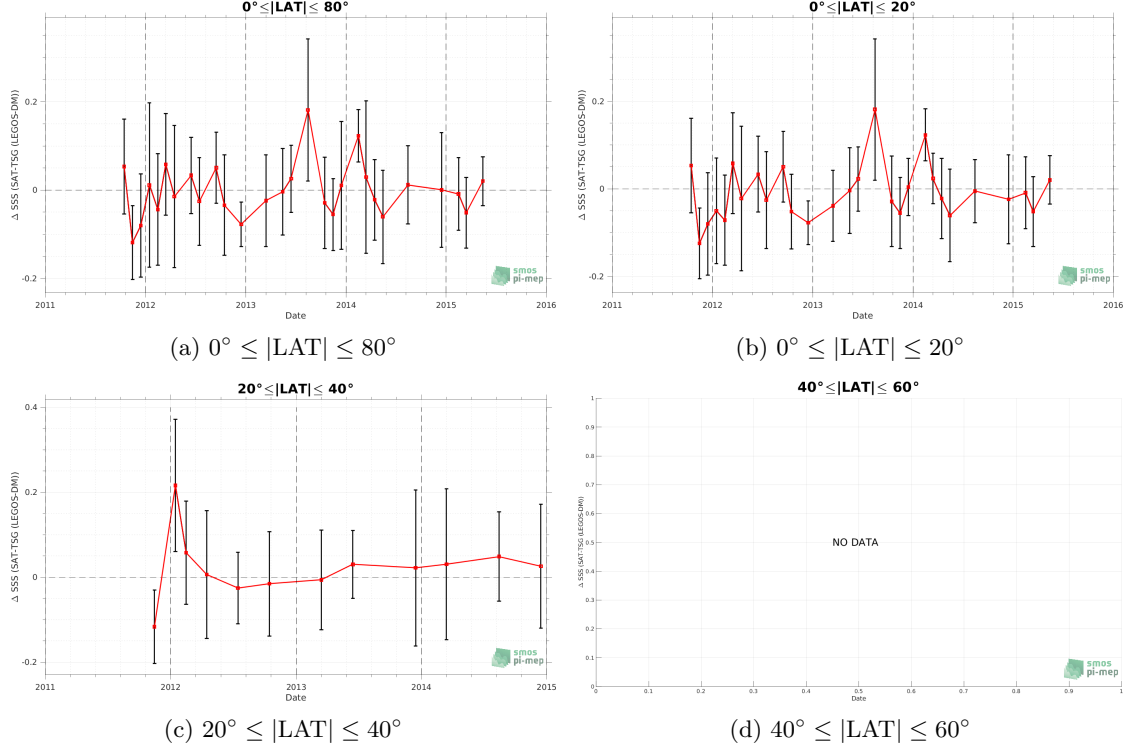 0°≤|LAT|≤ 80°
Δ SSS (SAT-TSG (LEGOS-DM))
0.2
0
-0.2
2011 2012 2013 2014 2015 2016
Date
smos
pi-mep
(a) 0° ≤ |LAT| ≤ 80°
0°≤|LAT|≤ 20°
Δ SSS (SAT-TSG (LEGOS-DM))
0.2
0
-0.2
2011 2012 2013 2014 2015 2016
Date
smos
pi-mep
(b) 0° ≤ |LAT| ≤ 20°
20°≤|LAT|≤ 40°
Δ SSS (SAT-TSG (LEGOS-DM))
0.4
0.2
0
-0.2
2011 2012 2013 2014 2015
Date
smos
pi-mep
(c) 20° ≤ |LAT| ≤ 40°
40°≤|LAT|≤ 60°
Δ SSS (SAT-TSG (LEGOS-DM))
1
0.9
0.8
0.7
0.6
0.5
0.4
0.3
0.2
0.1
0
NO DATA
0 0.1 0.2 0.3 0.4 0.5 0.6 0.7 0.8 0.9 1
Date
smos
pi-mep
(d) 40° ≤ |LAT| ≤ 60°